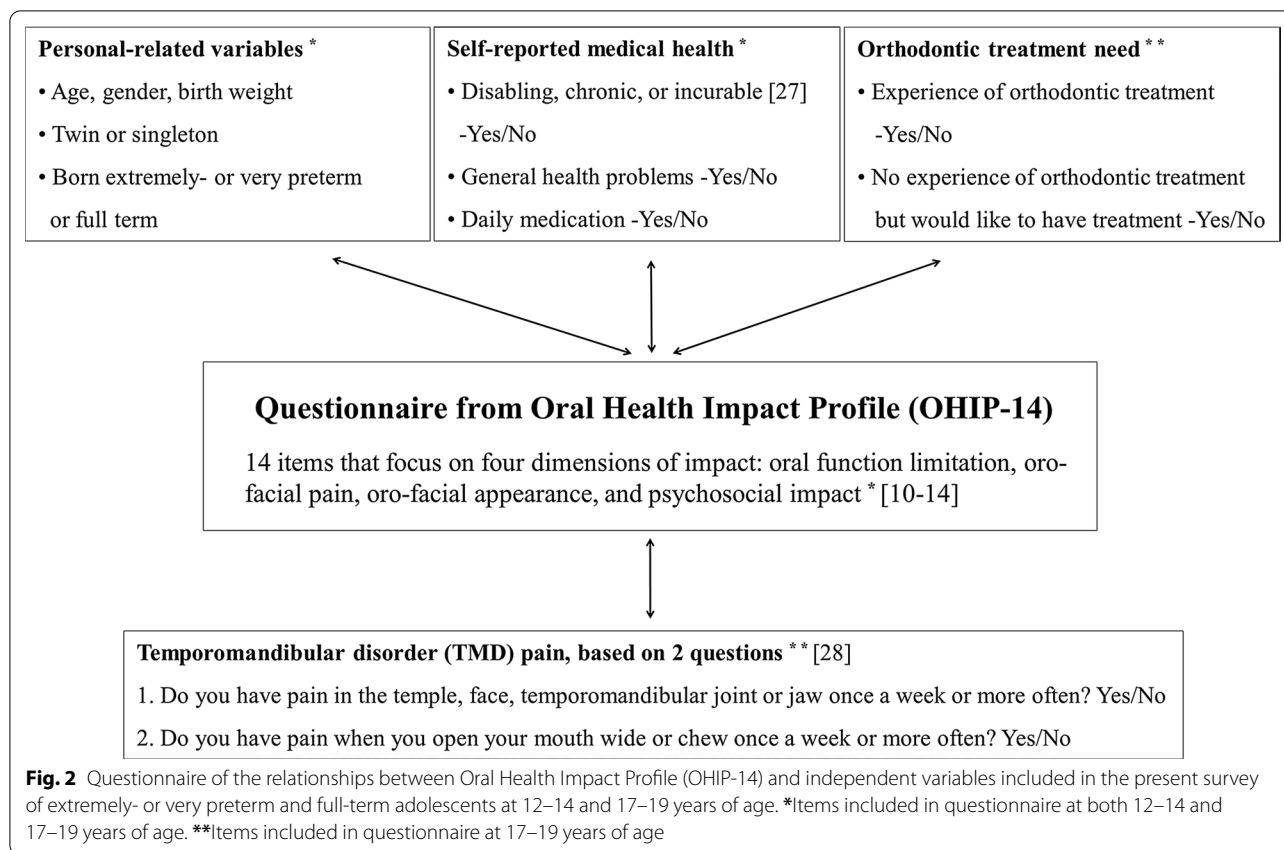 Personal-related variables *
• Age, gender, birth weight
• Twin or singleton
• Born extremely- or very preterm
or full term
Self-reported medical health *
• Disabling, chronic, or incurable [27]
-Yes/No
• General health problems -Yes/No
• Daily medication -Yes/No
Orthodontic treatment need **
• Experience of orthodontic treatment
-Yes/No
• No experience of orthodontic treatment
but would like to have treatment -Yes/No
Questionnaire from Oral Health Impact Profile (OHIP-14)
14 items that focus on four dimensions of impact: oral function limitation, oro-
facial pain, oro-facial appearance, and psychosocial impact * [10-14]
Temporomandibular disorder (TMD) pain, based on 2 questions ** [28]
1. Do you have pain in the temple, face, temporomandibular joint or jaw once a week or more often? Yes/No
2. Do you have pain when you open your mouth wide or chew once a week or more often? Yes/No
Fig. 2 Questionnaire of the relationships between Oral Health Impact Profile (OHIP-14) and independent variables included in the present survey
of extremely- or very preterm and full-term adolescents at 12–14 and 17–19 years of age. *Items included in questionnaire at both 12–14 and
17–19 years of age. **Items included in questionnaire at 17–19 years of age